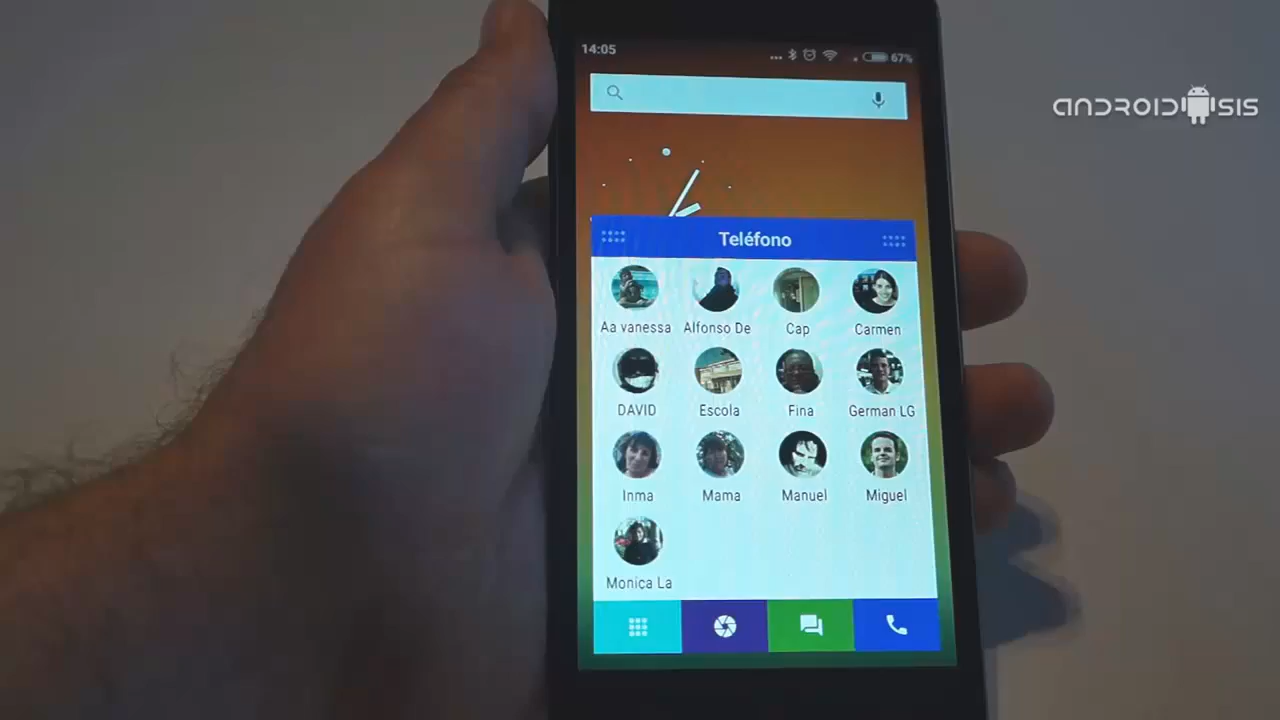 14:05
67%
ANDROIDSIS
Teléfono
Aa vanessa Alfonso De Cap Carmen
DAVID Escola Fina German LG
Inma Mama Manuel Miguel
Monica La